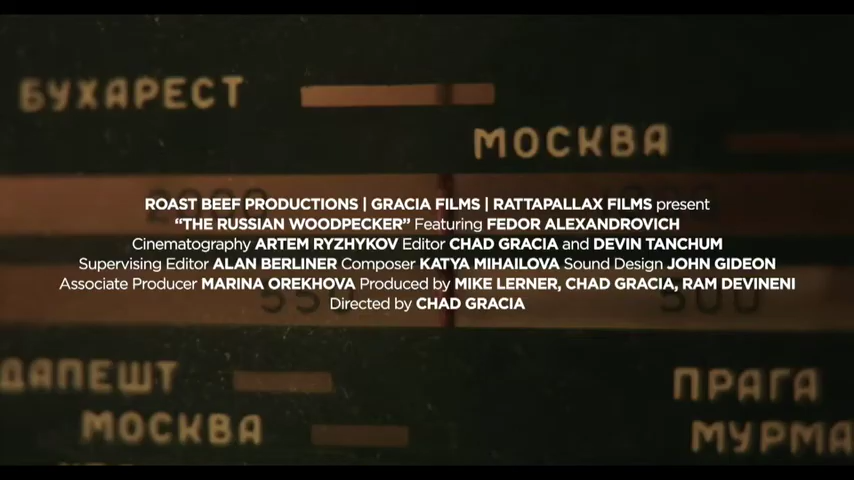 БУХАРЕСТ
МОСКВА
ROAST BEEF PRODUCTIONS | GRACIA FILMS | RATTAPALLAX FILMS present
“THE RUSSIAN WOODPECKER” Featuring FEDOR ALEXANDROVICH
Cinematography ARTEM RYZHYKOV Editor CHAD GRACIA and DEVIN TANCHUM
Supervising Editor ALAN BERLINER Composer KATYA MIHAILOVA Sound Design JOHN GIDEON
Associate Producer MARINA OREKHOVA Produced by MIKE LERNER, CHAD GRACIA, RAM DEVINENI
Directed by CHAD GRACIA
ДАПЕШТ
ПРАГА
МОСКВА
МУРМА